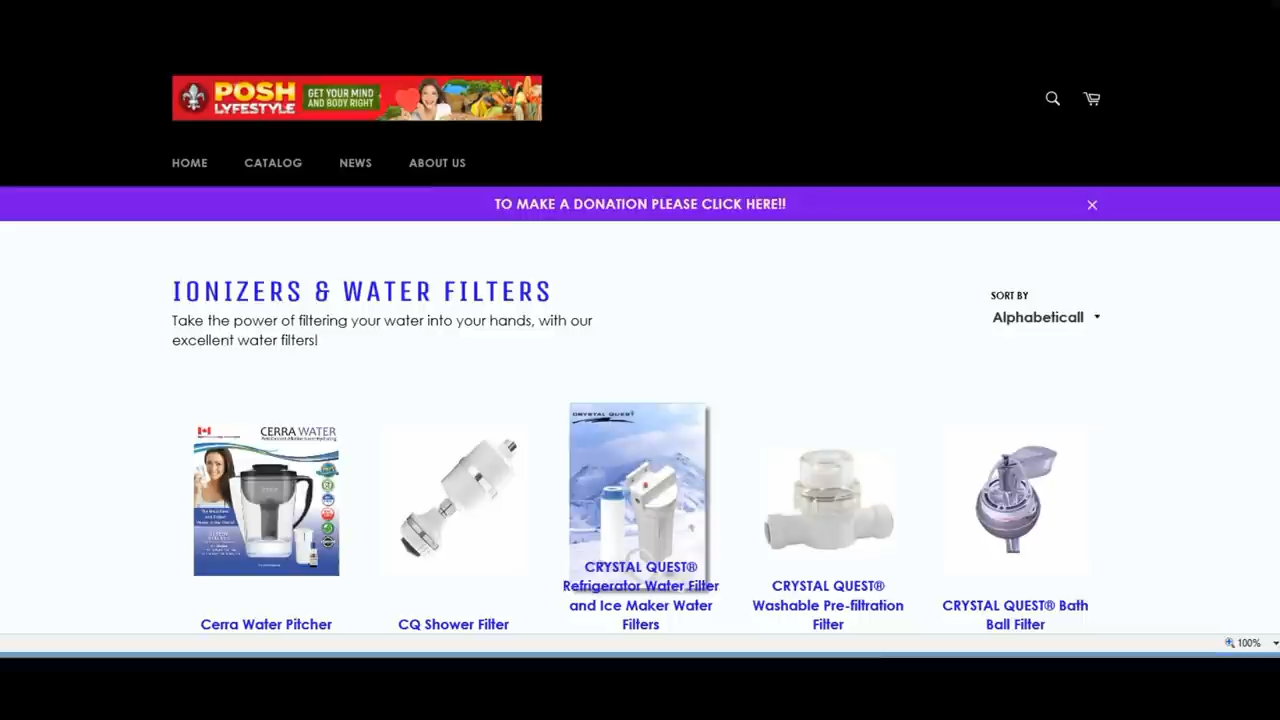 POSH
LYFESTYLE
GET YOUR MIND
AND BODY RIGHT
HOME CATALOG NEWS ABOUT US
TO MAKE A DONATION PLEASE CLICK HERE!!
IONIZERS & WATER FILTERS
Take the power of filtering your water into your hands, with our
excellent water filters!
SORT BY
Alphabeticall
CERRA WATER
CRYSTAL QUEST
Cerra Water Pitcher
CQ Shower Filter
CRYSTAL QUEST®
Refrigerator Water Filter
and Ice Maker Water
Filters
CRYSTAL QUEST®
Washable Pre-filtration
Filter
CRYSTAL QUEST® Bath
Ball Filter
100%